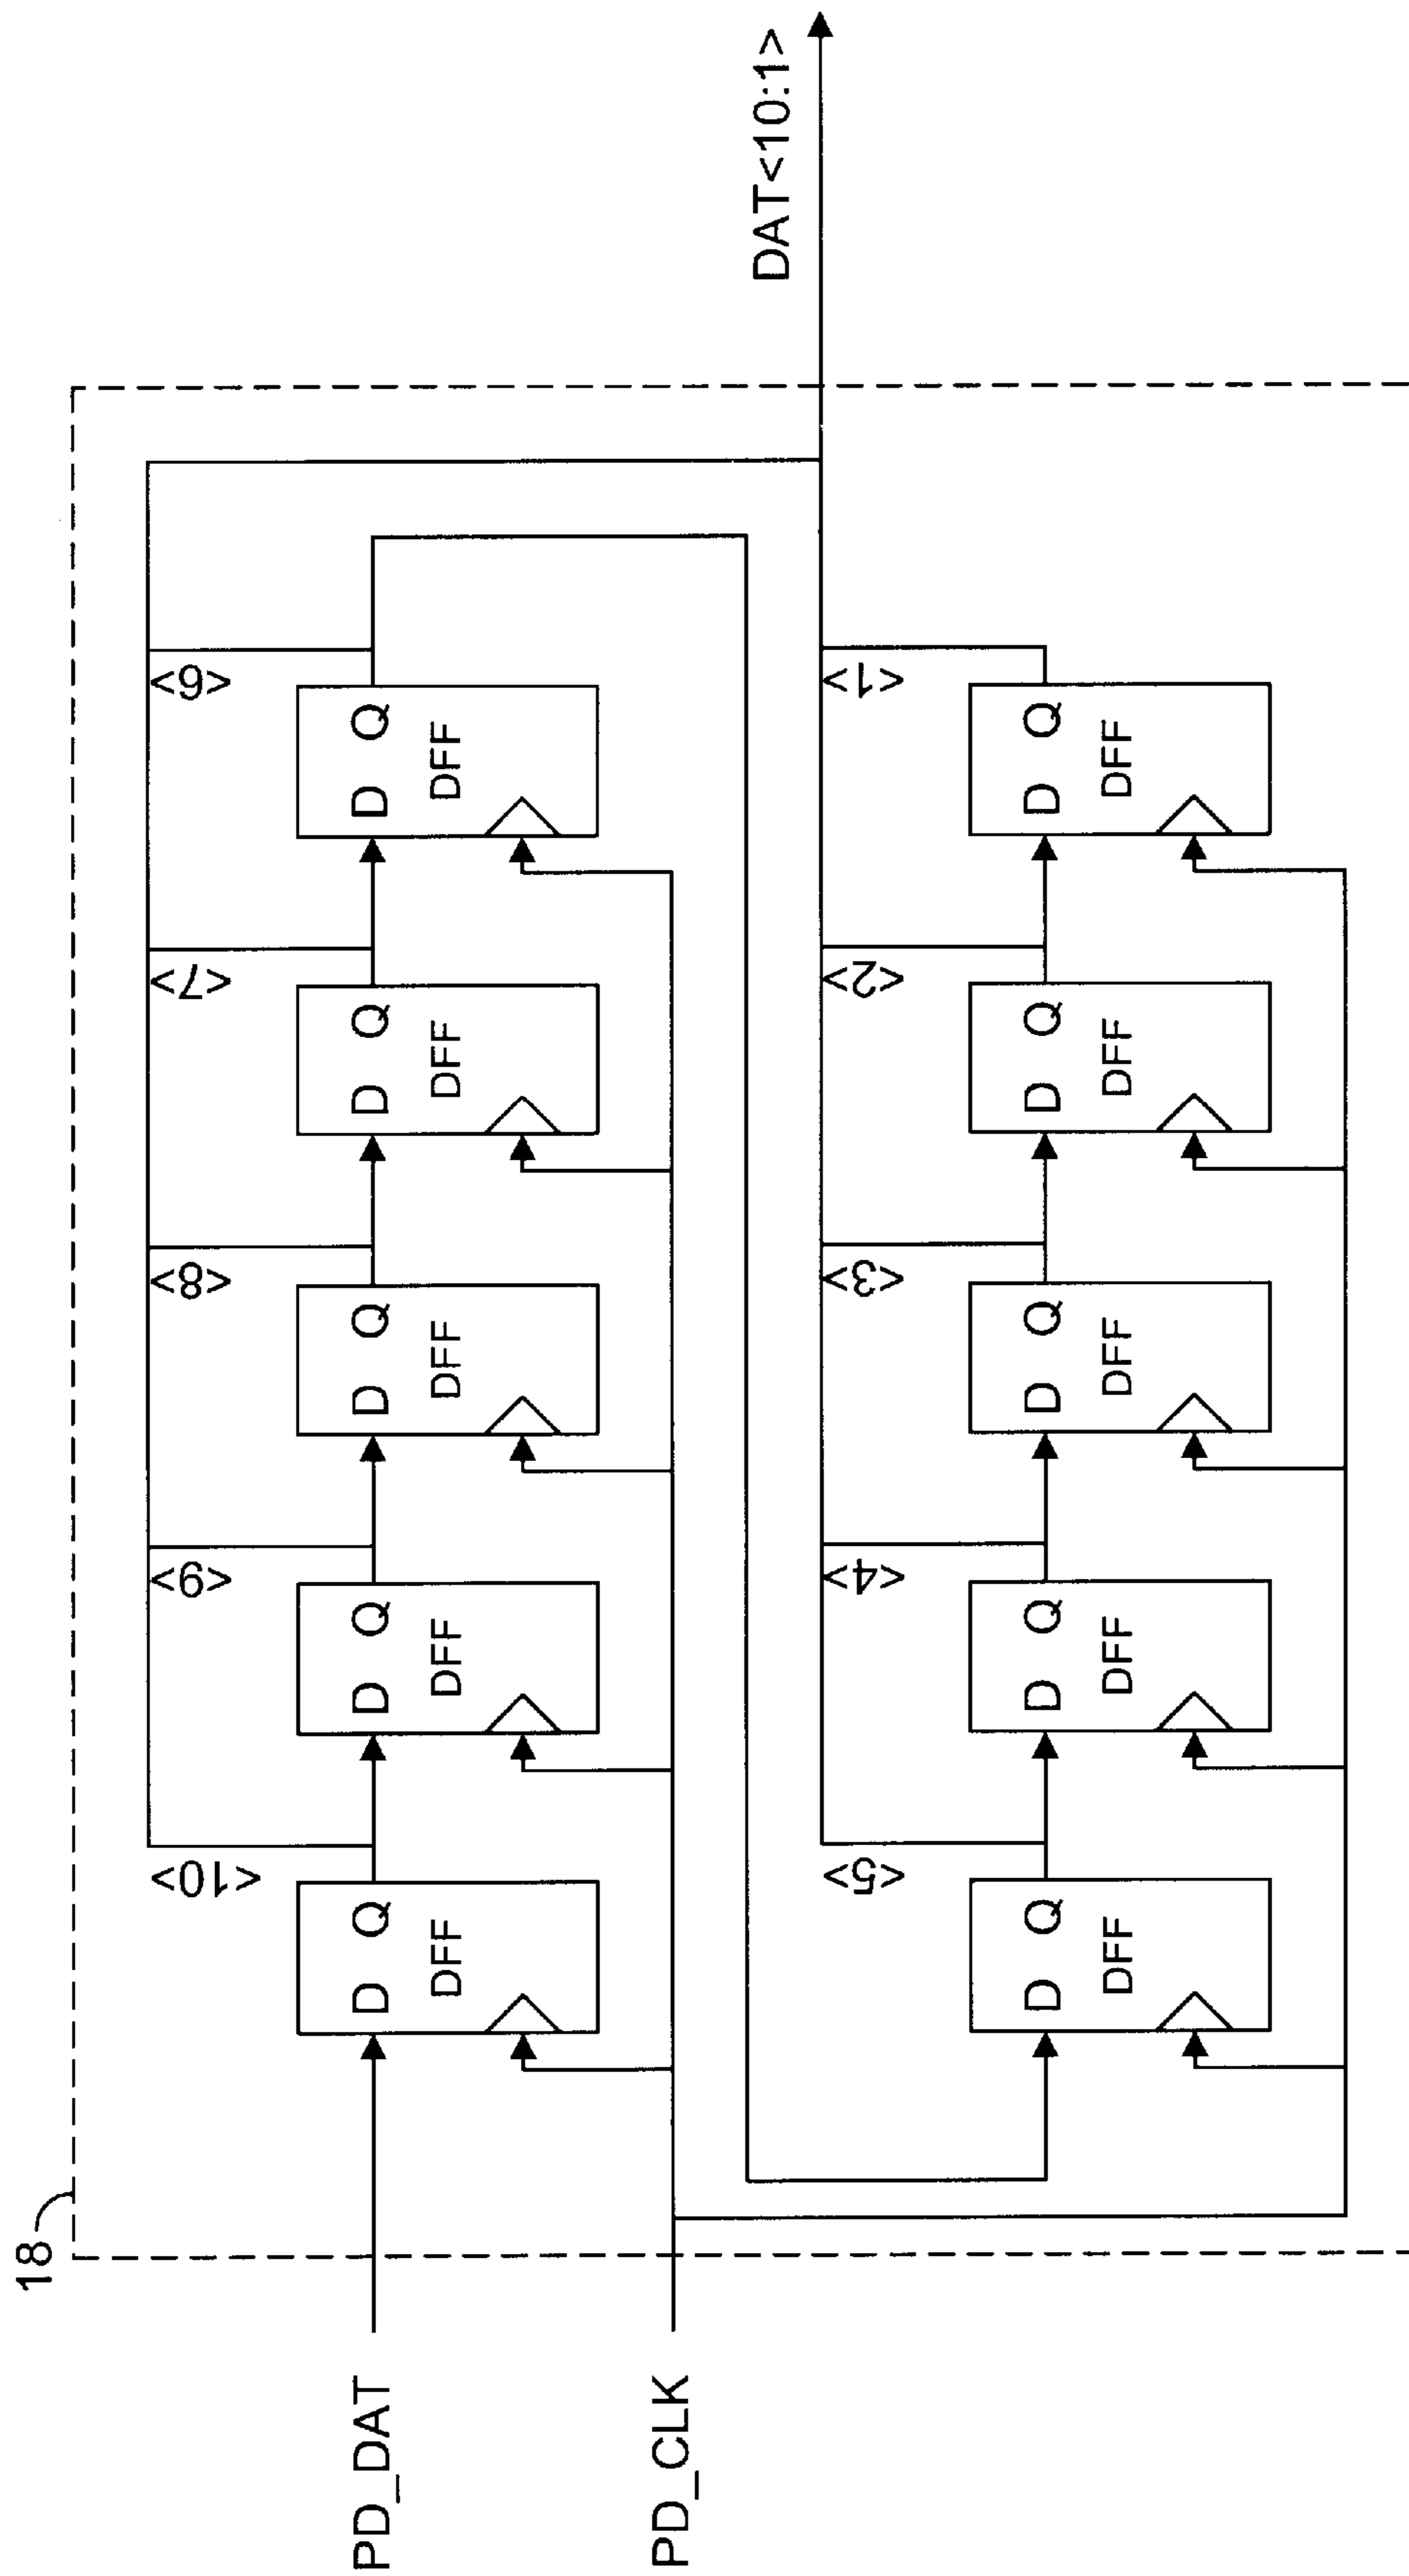 18
<10>
<9>
<8>
<7>
<6>
D Q
DFF
D Q
DFF
D Q
DFF
D Q
DFF
D Q
DFF
PD_DAT
PD_CLK
DAT<10:1>
<5>
<4>
<3>
<2>
<1>
D Q
DFF
D Q
DFF
D Q
DFF
D Q
DFF
D Q
DFF